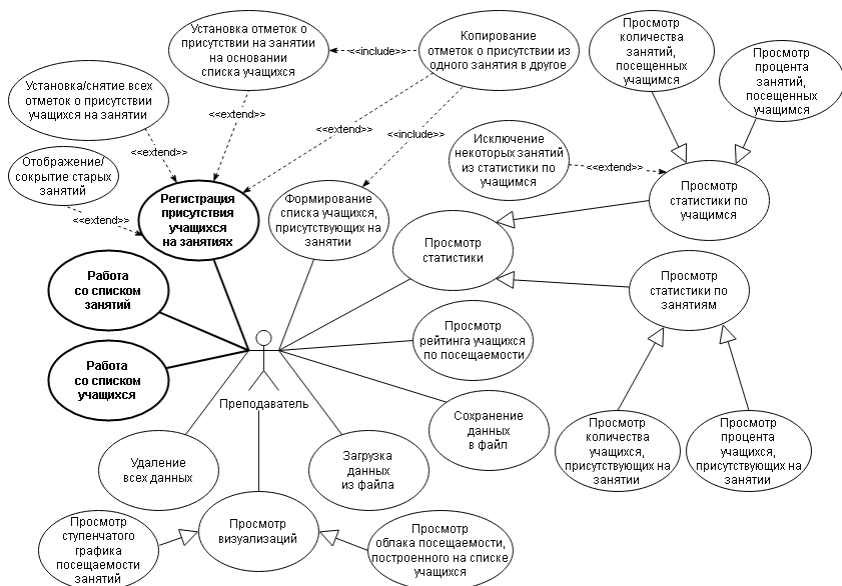 Установка отметок о
присутствии на занятии
на основании
списка учащихся
<<include>>
Копирование
отметок о присутствии из
одного занятия в другое
Просмотр
количества
занятий,
посещенных
учащимся
Просмотр
процента
занятий,
посещенных
учащимся
Установка/снятие всех
отметок о присутствии
учащихся на занятии
<<extend>>
<<extend>>
<<include>>
<<extend>>
Исключение
некоторых занятий
из статистики по
учащимся
<<extend>>
Отображение/
сокрытие старых
занятий
<<extend>>
Регистрация
присутствия
учащихся
на занятиях
Формирование
списка учащихся,
присутствующих на
занятии
Просмотр
статистики по
учащимся
Просмотр
статистики
Работа
со списком
занятий
Просмотр
статистики по
занятиям
Просмотр
рейтинга учащихся
по посещаемости
Работа
со списком
учащихся
Преподаватель
Сохранение
данных
в файл
Просмотр
количества
учащихся,
присутствующих на
занятии
Просмотр
процента
учащихся,
присутствующих на
занятии
Удаление
всех данных
Загрузка
данных
из файла
Просмотр
ступенчатого
графика
посещаемости
занятий
Просмотр
визуализаций
Просмотр
облака посещаемости,
построенного на списке
учащихся